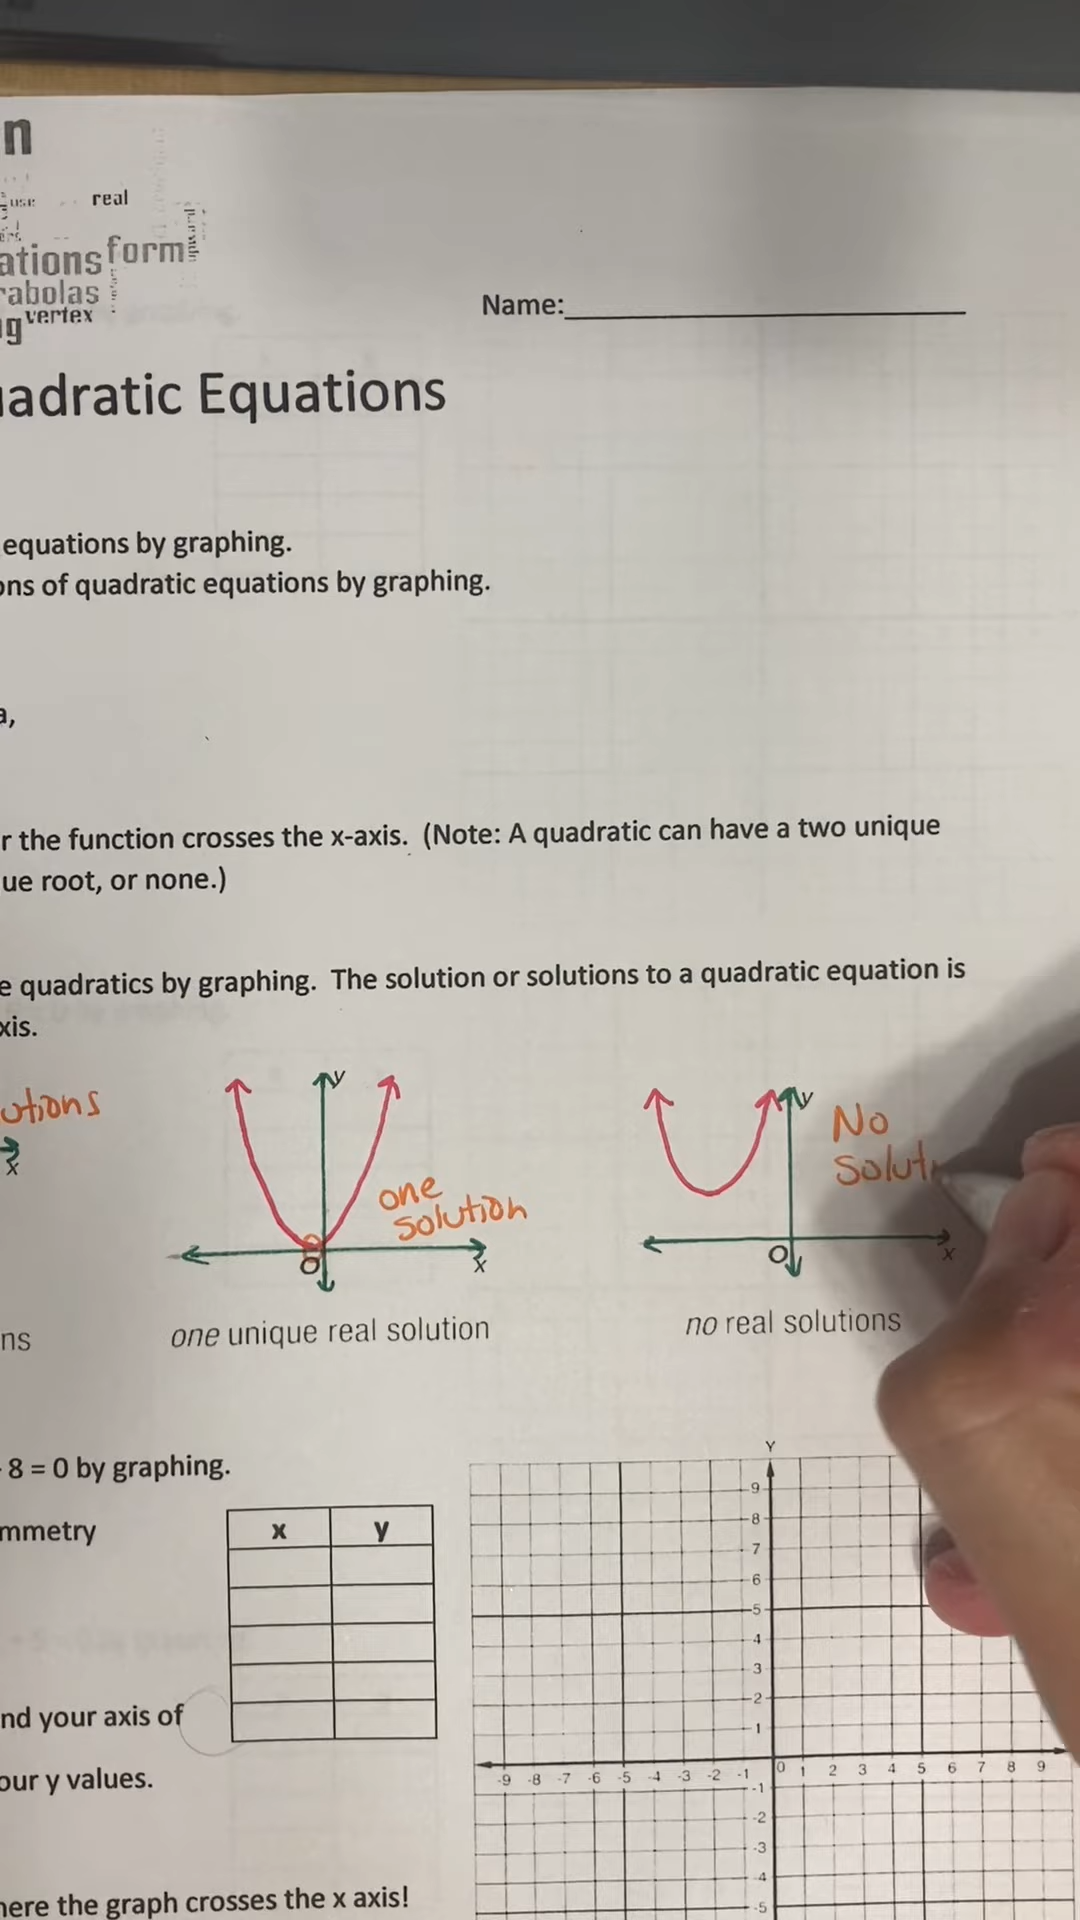 n
real
ations form
rabolas
vertex
g
Name:
uadratic Equations
equations by graphing.
ons of quadratic equations by graphing.
a,
r the function crosses the x-axis. (Note: A quadratic can have a two unique
ue root, or none.)
e quadratics by graphing. The solution or solutions to a quadratic equation is
xis.
utions
x
y
one
solution
O
x
y
No
solut
O
x
ns
one unique real solution
no real solutions
8 = 0 by graphing.
mmetry
x y
nd your axis of
our y values.
here the graph crosses the x axis!
Y
9
8
7
6
5
4
3
2
1
-9 -8 -7 -6 -5 -4 -3 -2 -1 0 1 2 3 4 5 6 7 8 9
-1
-2
-3
-4
-5